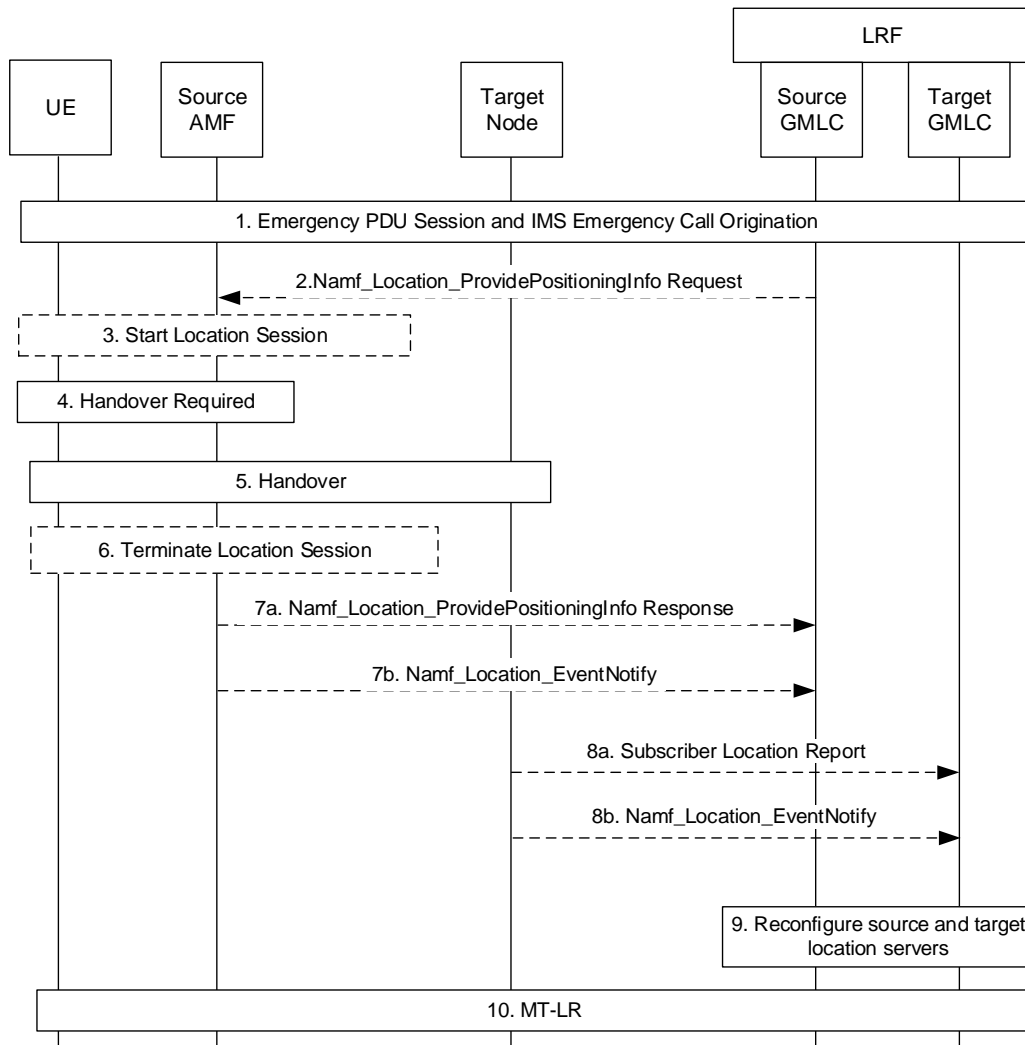 LRF
UE
Source
AMF
Target
Node
Source
GMLC
Target
GMLC
1. Emergency PDU Session and IMS Emergency Call Origination
2.Namf_Location_ProvidePositioningInfo Request
3. Start Location Session
4. Handover Required
5. Handover
6. Terminate Location Session
7a. Namf_Location_ProvidePositioningInfo Response
7b. Namf_Location_EventNotify
8a. Subscriber Location Report
8b. Namf_Location_EventNotify
9. Reconfigure source and target
location servers
10. MT-LR